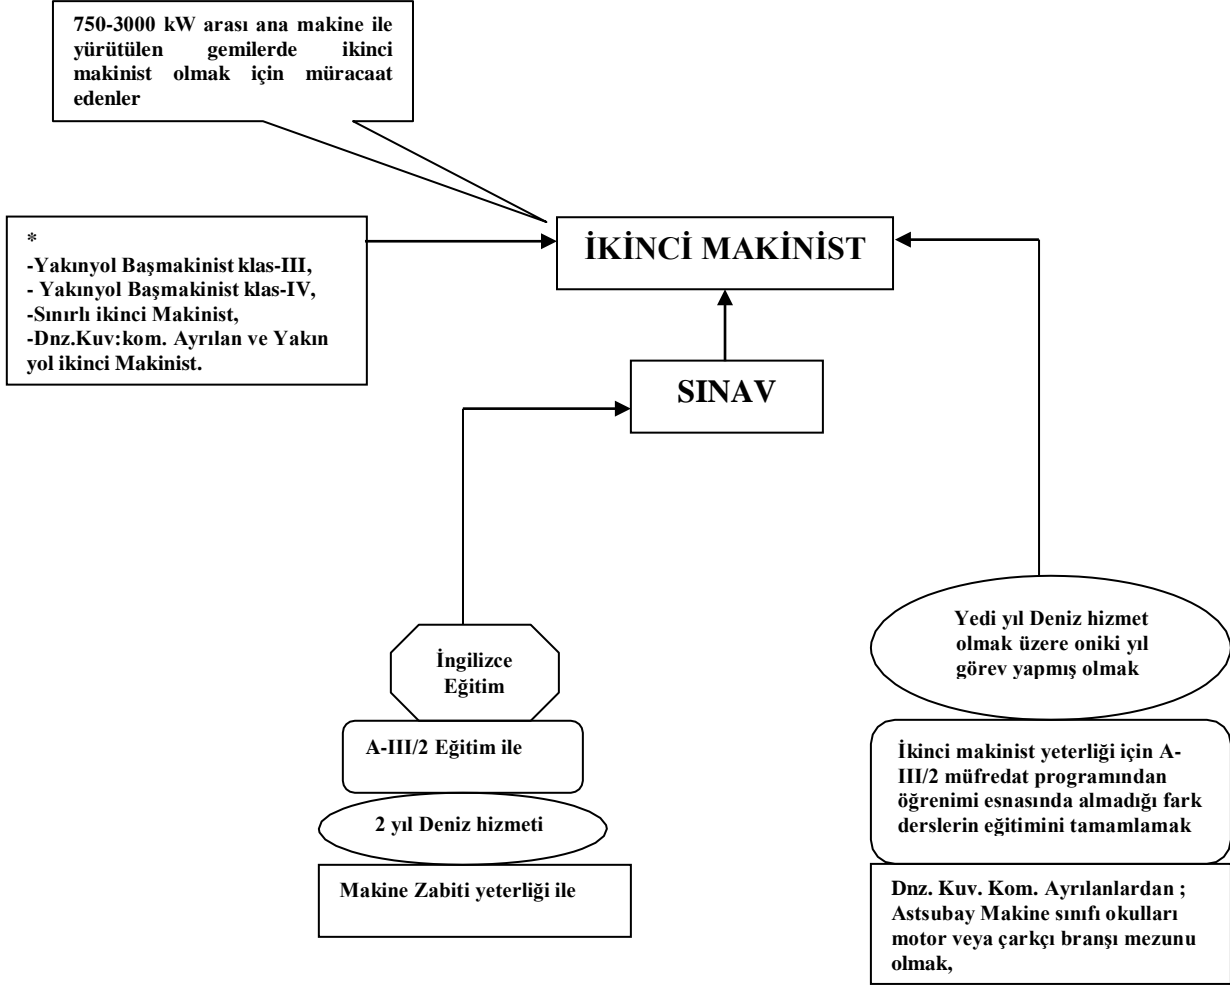 750-3000 kW arası ana makine ile
yürütülen gemilerde ikinci
makinist olmak için müracaat
edenler
*
-Yakınyol Başmakinist klas-III,
- Yakınyol Başmakinist klas-IV,
-Sınırlı ikinci Makinist,
-Dnz.Kuv:kom. Ayrılan ve Yakın
yol ikinci Makinist.
İKİNCİ MAKİNİST
SINAV
İngilizce
Eğitim
A-III/2 Eğitim ile
2 yıl Deniz hizmeti
Makine Zabiti yeterliği ile
Yedi yıl Deniz hizmet
olmak üzere oniki yıl
görev yapmış olmak
İkinci makinist yeterliği için A-
III/2 müfredat programından
öğrenimi esnasında almadığı fark
derslerin eğitimini tamamlamak
Dnz. Kuv. Kom. Ayrılanlardan ;
Astsubay Makine sınıfı okulları
motor veya çarkçı branşı mezunu
olmak,